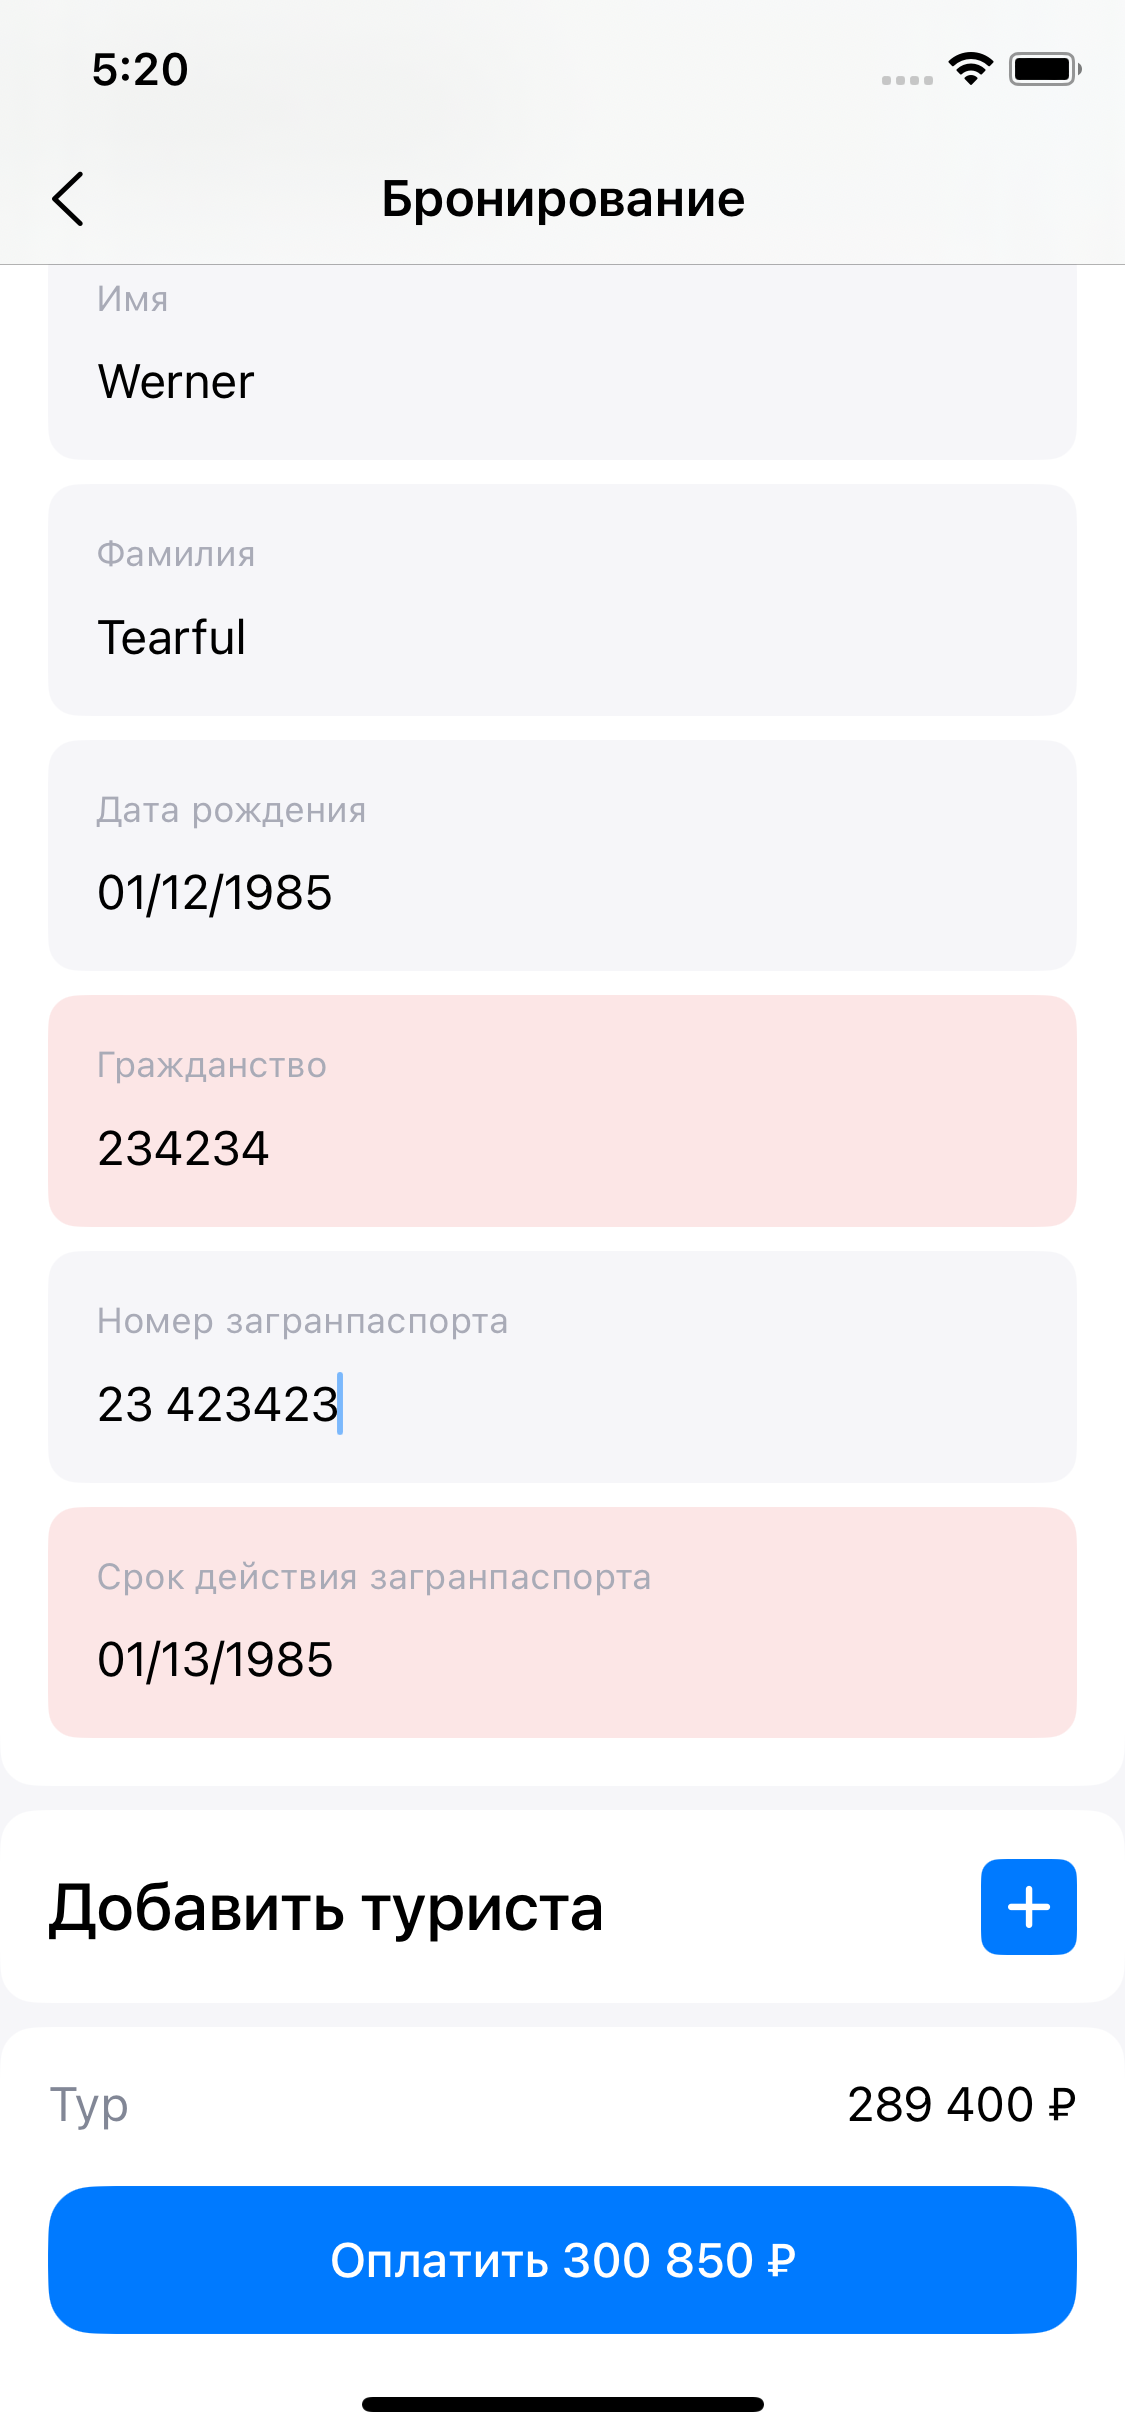 5:20
Бронирование
Имя
Werner
Фамилия
Tearful
Дата рождения
01/12/1985
Гражданство
234234
Номер загранпаспорта
23 423423
Срок действия загранпаспорта
01/13/1985
Добавить туриста
Тур
289 400 ₽
Оплатить 300 850 ₽